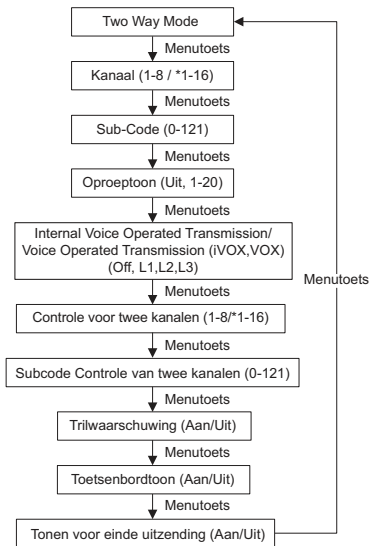 Two Way Mode
Menutoets
Kanaal (1-8 / *1-16)
Menutoets
Sub-Code (0-121)
Menutoets
Oproeptoon (Uit, 1-20)
Menutoets
Internal Voice Operated Transmission/
Voice Operated Transmission (iVOX,VOX)
(Off, L1,L2,L3)
Menutoets
Menutoets
Controle voor twee kanalen (1-8/*1-16)
Menutoets
Subcode Controle van twee kanalen (0-121)
Menutoets
Trilwaarschuwing (Aan/Uit)
Menutoets
Toetsenbordtoon (Aan/Uit)
Menutoets
Tonen voor einde uitzending (Aan/Uit)